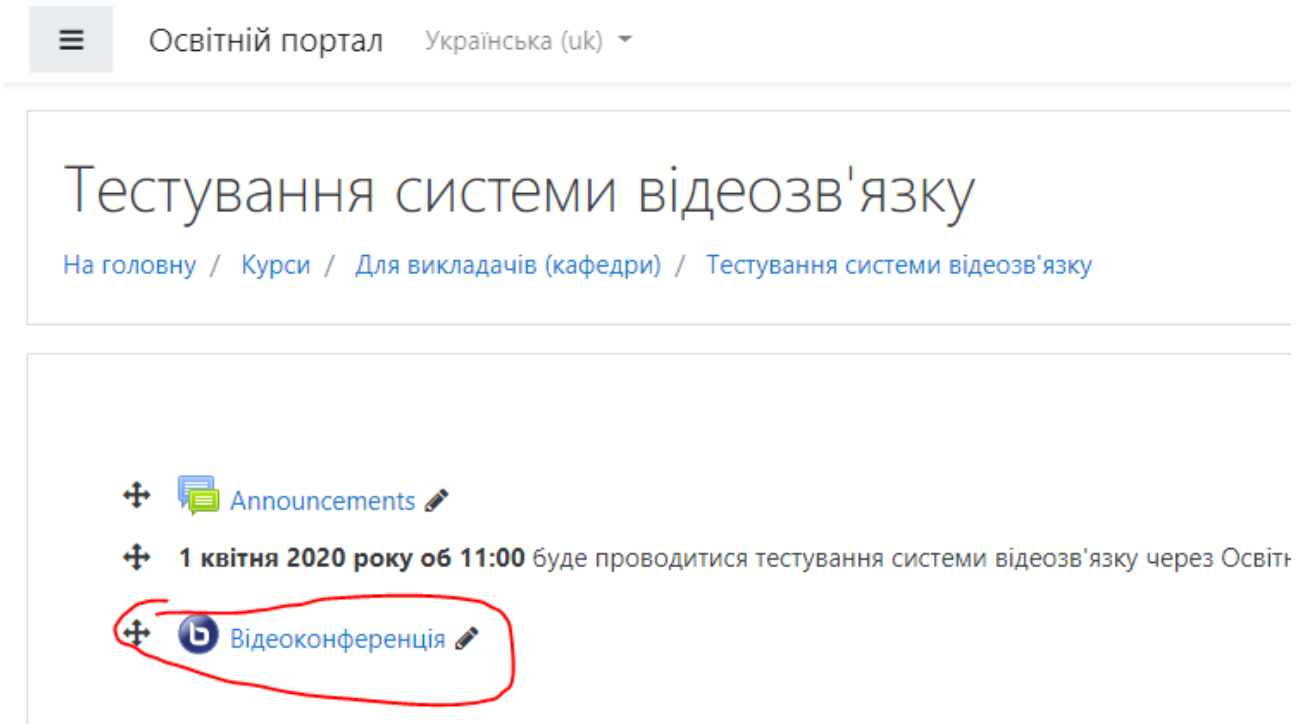 Освітній портал Українська (uk)
Тестування системи відеозв'язку
На головну / Курси / Для викладачів (кафедри) / Тестування системи відеозв'язку
Announcements
1 квітня 2020 року об 11:00 буде проводитися тестування системи відеозв'язку через
Відеоконференція